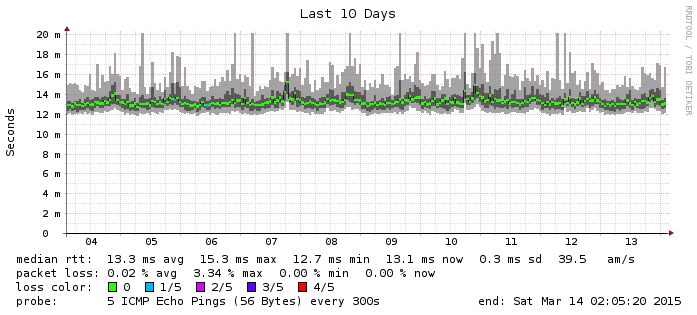 Last 10 Days
RRDTOOL / TOBI OETIKER
Seconds
20 m
18 m
16 m
14 m
12 m
10 m
8 m
6 m
4 m
2 m
0
04 05 06 07 08 09 10 11 12 13
median rtt: 13.3 ms avg 15.3 ms max 12.7 ms min 13.1 ms now 0.3 ms sd 39.5 am/s
packet loss: 0.02 % avg 3.34 % max 0.00 % min 0.00 % now
loss color: 0 1/5 2/5 3/5 4/5
probe: 5 ICMP Echo Pings (56 Bytes) every 300s end: Sat Mar 14 02:05:20 2015